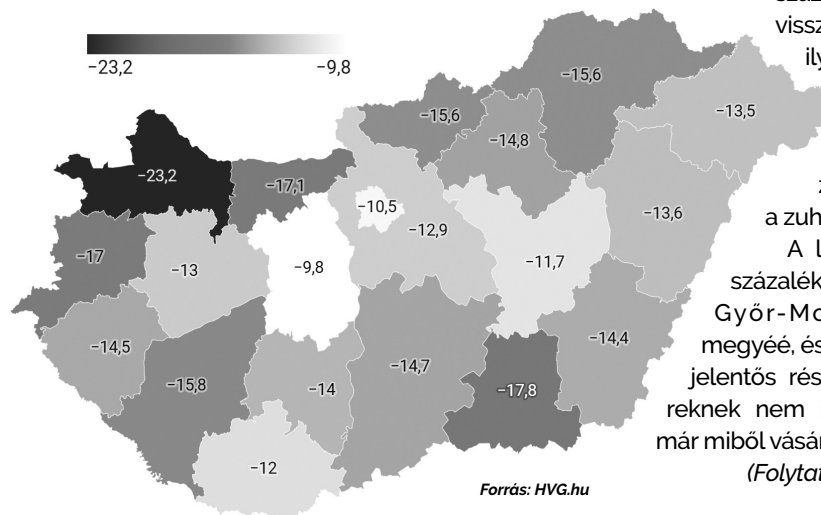 −23,2
−9,8
vissz
ily
−15,6
−15,6
−13,5
−14,8
−23,2
−17,1
−10,5
−12,9
−13,6
−17
−13
−9,8
−11,7
−14,5
−15,8
−14
−14,7
−14,4
−17,8
−12
z
a zuh
A l
százalék
Győr-Mo
megyéé, és
jelentős rés
reknek nem
már miből vásár
(Folytat
Forrás: HVG.hu